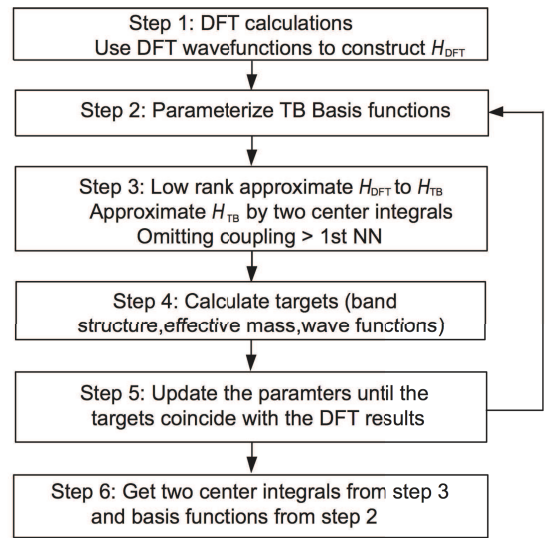 Step 1: DFT calculations
Use DFT wavefunctions to construct HDFT
Step 2: Parameterize TB Basis functions
Step 3: Low rank approximate HDFT to HTB
Approximate HTB by two center integrals
Omitting coupling > 1st NN
Step 4: Calculate targets (band
structure,effective mass,wave functions)
Step 5: Update the paramters until the
targets coincide with the DFT results
Step 6: Get two center integrals from step 3
and basis functions from step 2